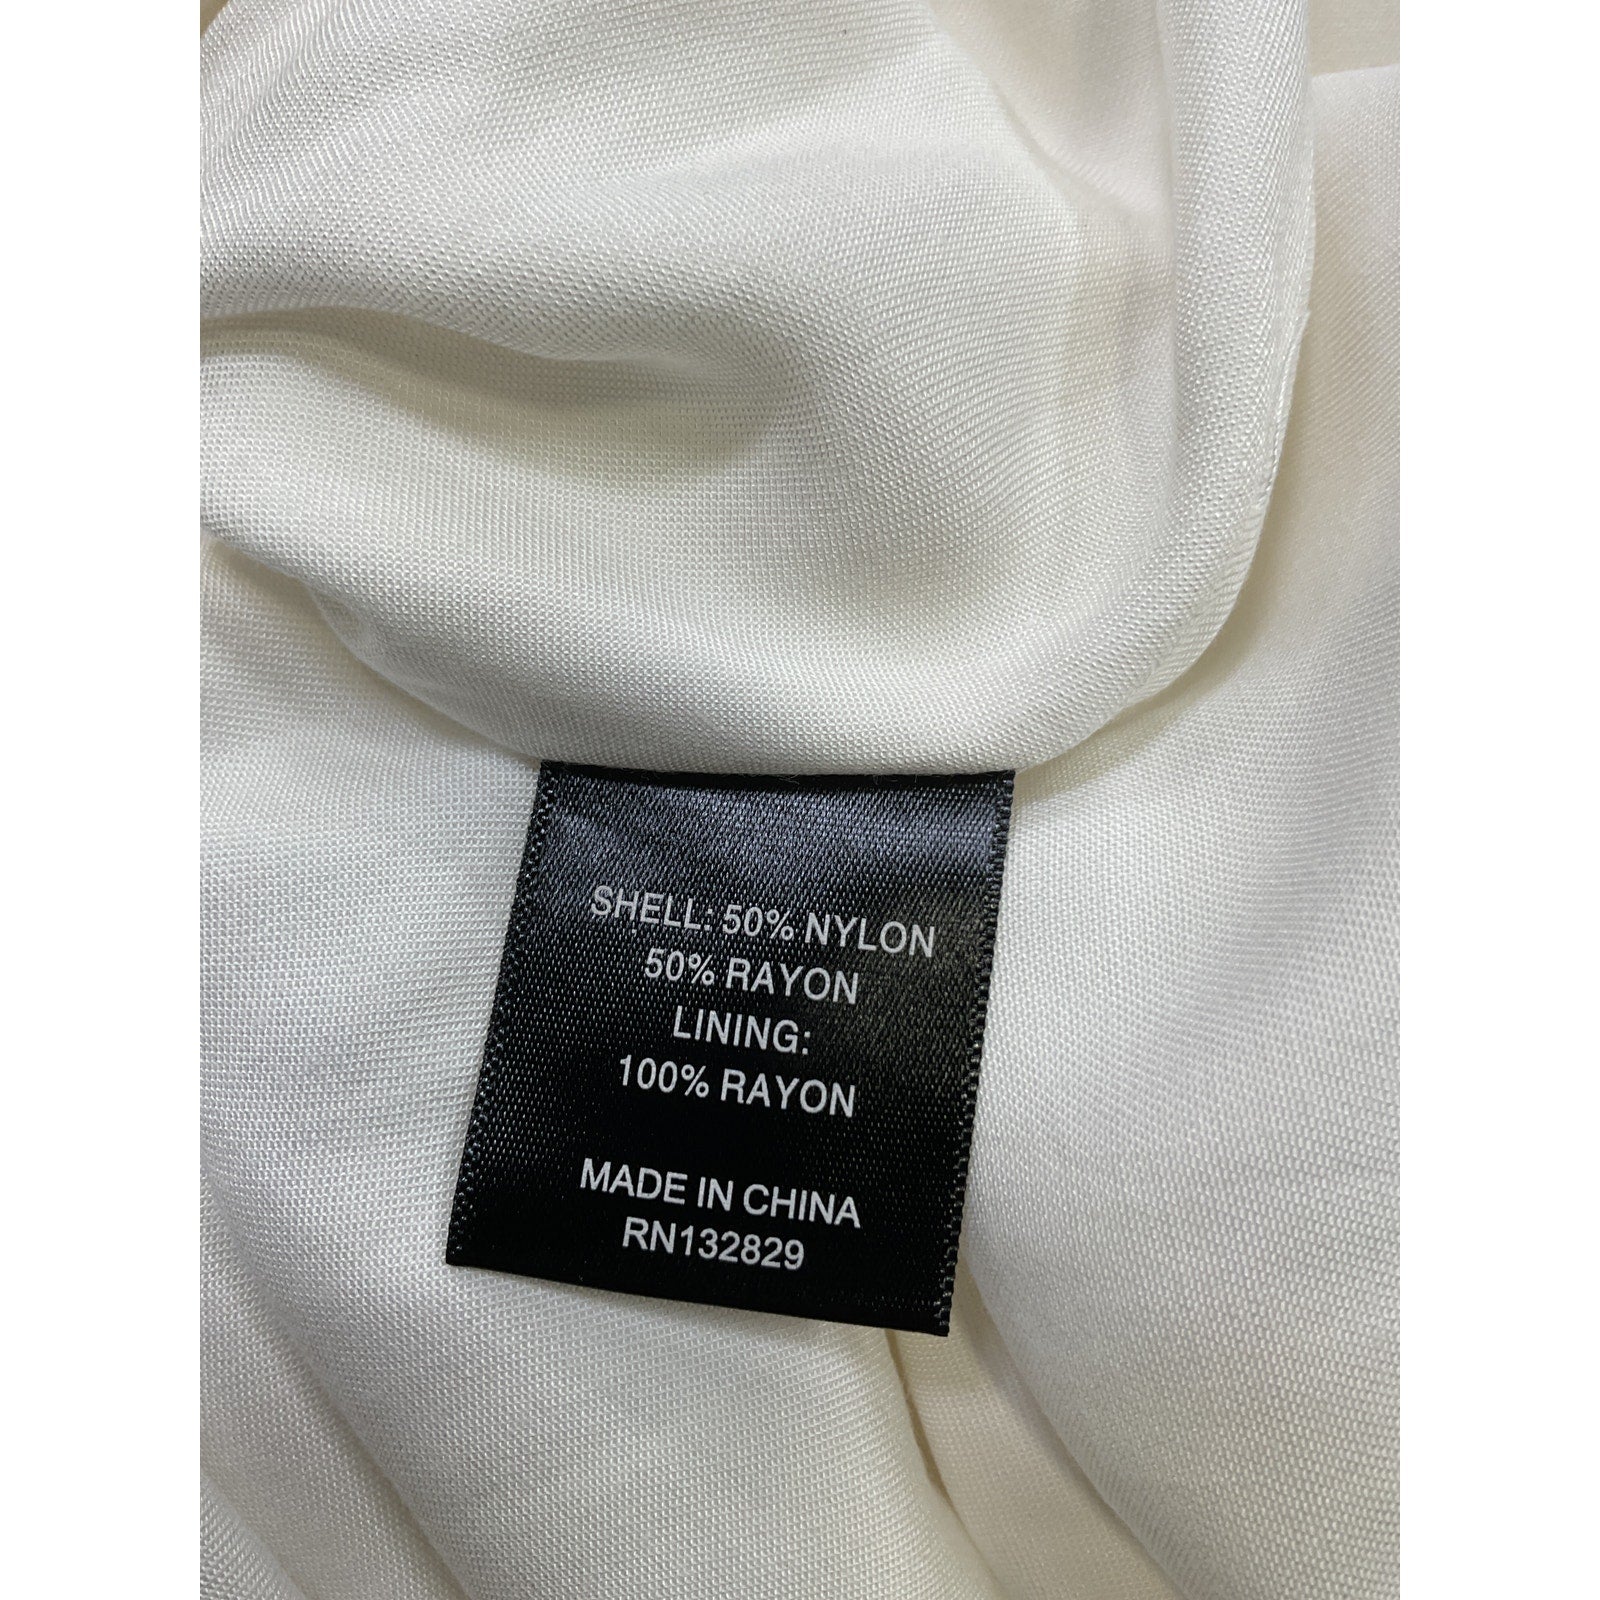 SHELL: 50% NYLON
50% RAYON
LINING:
100% RAYON
MADE IN CHINA
RN132829